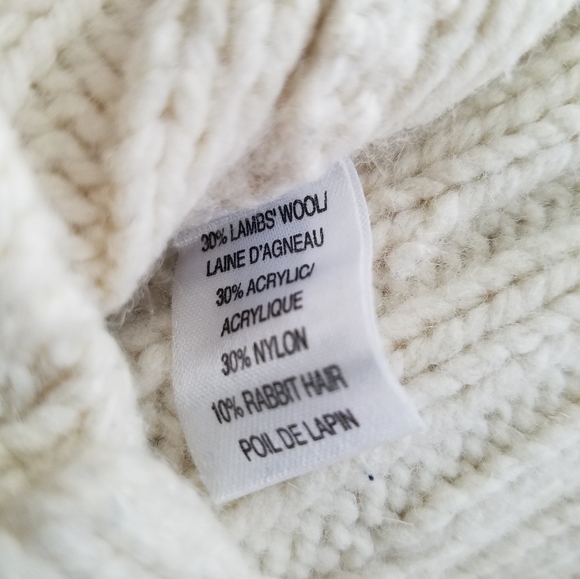 30% LAMBS' WOOL/
LAINE D'AGNEAU
30% ACRYLIC/
ACRYLIQUE
30% NYLON
10% RABBIT HAIR
POIL DE LAPIN